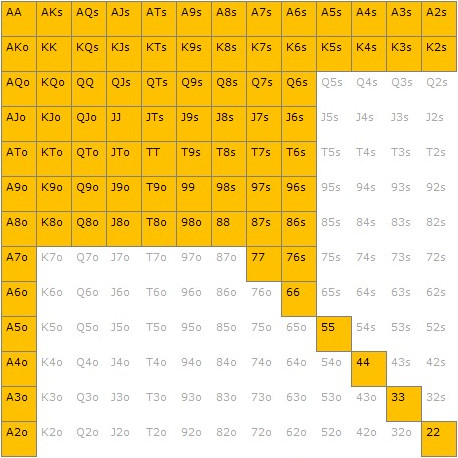 AA AKs AQs AJs ATs A9s A8s A7s A6s A5s A4s A3s A2s
AKo KK KQs KJs KTs K9s K8s K7s K6s K5s K4s K3s K2s
AQo KQo QQ QJs QTs Q9s Q8s Q7s Q6s Q5s Q4s Q3s Q2s
AJo KJo QJo JJ JTs J9s J8s J7s J6s J5s J4s J3s J2s
ATo KTo QTo JTo TT T9s T8s T7s T6s T5s T4s T3s T2s
A9o K9o Q9o J9o T9o 99 98s 97s 96s 95s 94s 93s 92s
A8o K8o Q8o J8o T8o 98o 88 87s 86s 85s 84s 83s 82s
A7o K7o Q7o J7o T7o 97o 87o 77 76s 75s 74s 73s 72s
A6o K6o Q6o J6o T6o 96o 86o 76o 66 65s 64s 63s 62s
A5o K5o Q5o J5o T5o 95o 85o 75o 65o 55 54s 53s 52s
A4o K4o Q4o J4o T4o 94o 84o 74o 64o 54o 44 43s 42s
A3o K3o Q3o J3o T3o 93o 83o 73o 63o 53o 43o 33 32s
A2o K2o Q2o J2o T2o 92o 82o 72o 62o 52o 42o 32o 22